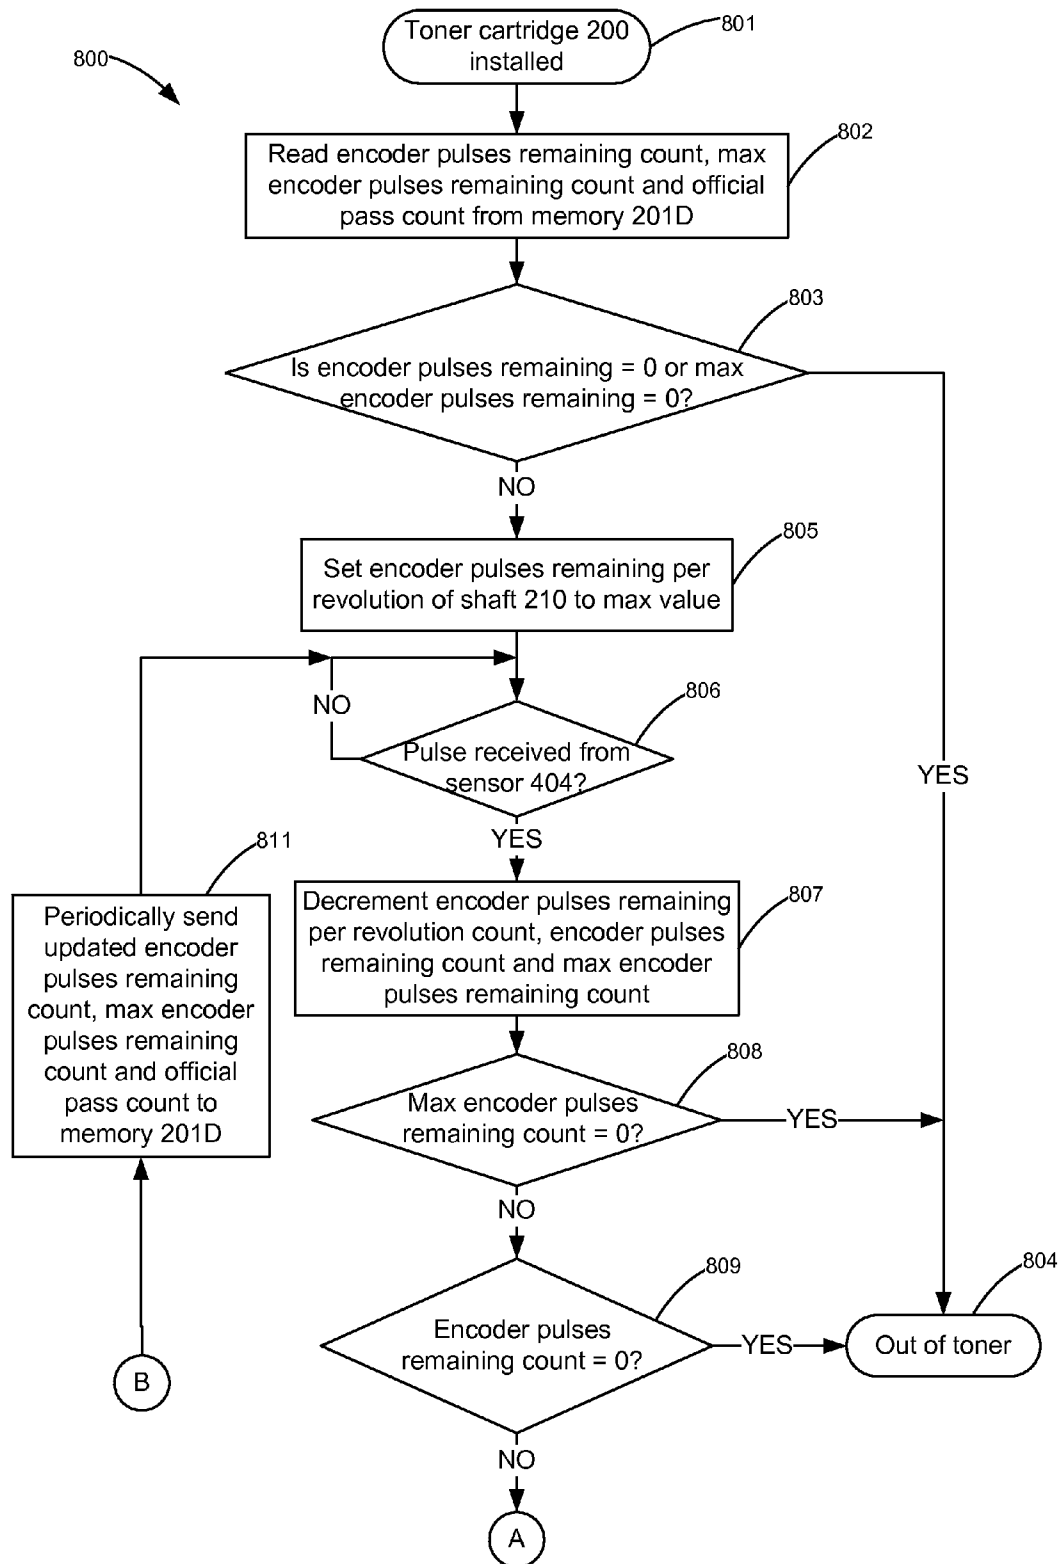 Toner cartridge 200
installed
801
800
802
Read encoder pulses remaining count, max
encoder pulses remaining count and official
pass count from memory 201D
803
Is encoder pulses remaining = 0 or max
encoder pulses remaining = 0?
NO
805
Set encoder pulses remaining per
revolution of shaft 210 to max value
NO
806
Pulse received from
sensor 404?
YES
YES
811
Periodically send
updated encoder
pulses remaining
count, max encoder
pulses remaining
count and official
pass count to
memory 201D
807
Decrement encoder pulses remaining
per revolution count, encoder pulses
remaining count and max encoder
pulses remaining count
808
Max encoder pulses
remaining count = 0?
YES
NO
809
Encoder pulses
remaining count = 0?
YES
804
Out of toner
B
NO
A